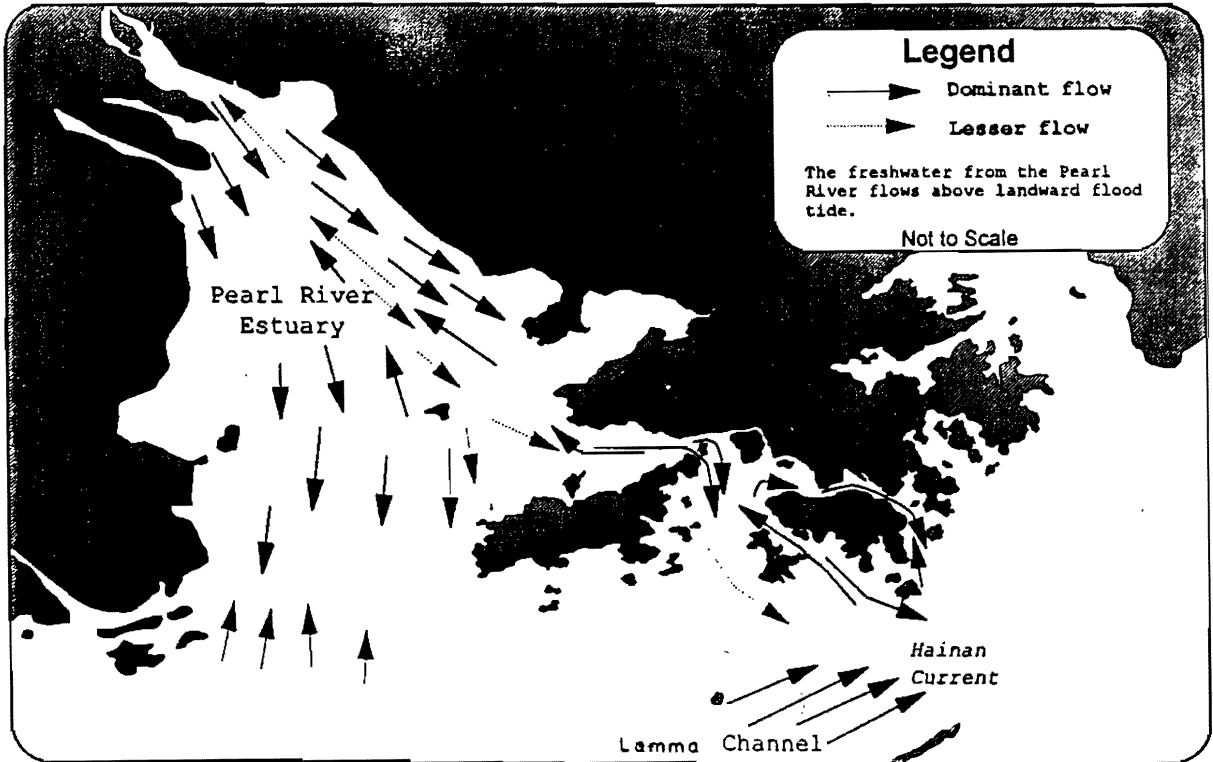 Legend
Dominant flow
Lesser flow
The freshwater from the Pearl
River flows above landward flood
tide.
Not to Scale
Pearl River
Estuary
Hainan
Current
Lamma Channel